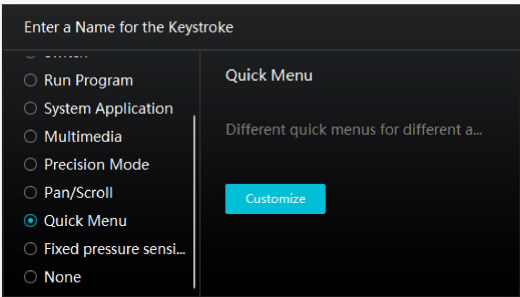 Enter a Name for the Keystroke
Run Program
System Application
Multimedia
Precision Mode
Pan/Scroll
Quick Menu
Fixed pressure sensi...
None
Quick Menu
Different quick menus for different a...
Customize